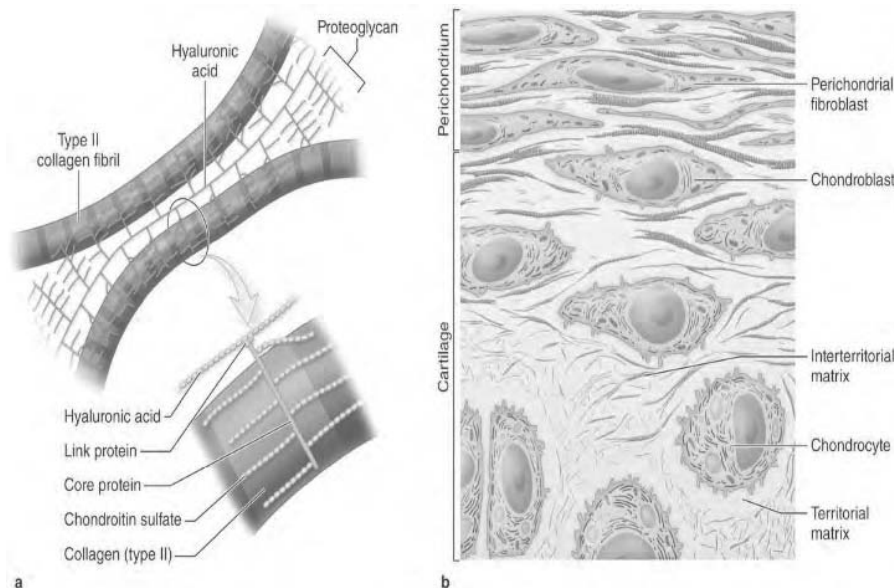 Proteoglycan
Hyaluronic
acid
Type II
collagen fibril
Hyaluronic acid
Link protein
Core protein
Chondroitin sulfate
Collagen (type II)
a
Perichondrium
Cartilage
Perichondrial
fibroblast
Chondroblast
Interterritorial
matrix
Chondrocyte
Territorial
matrix
b